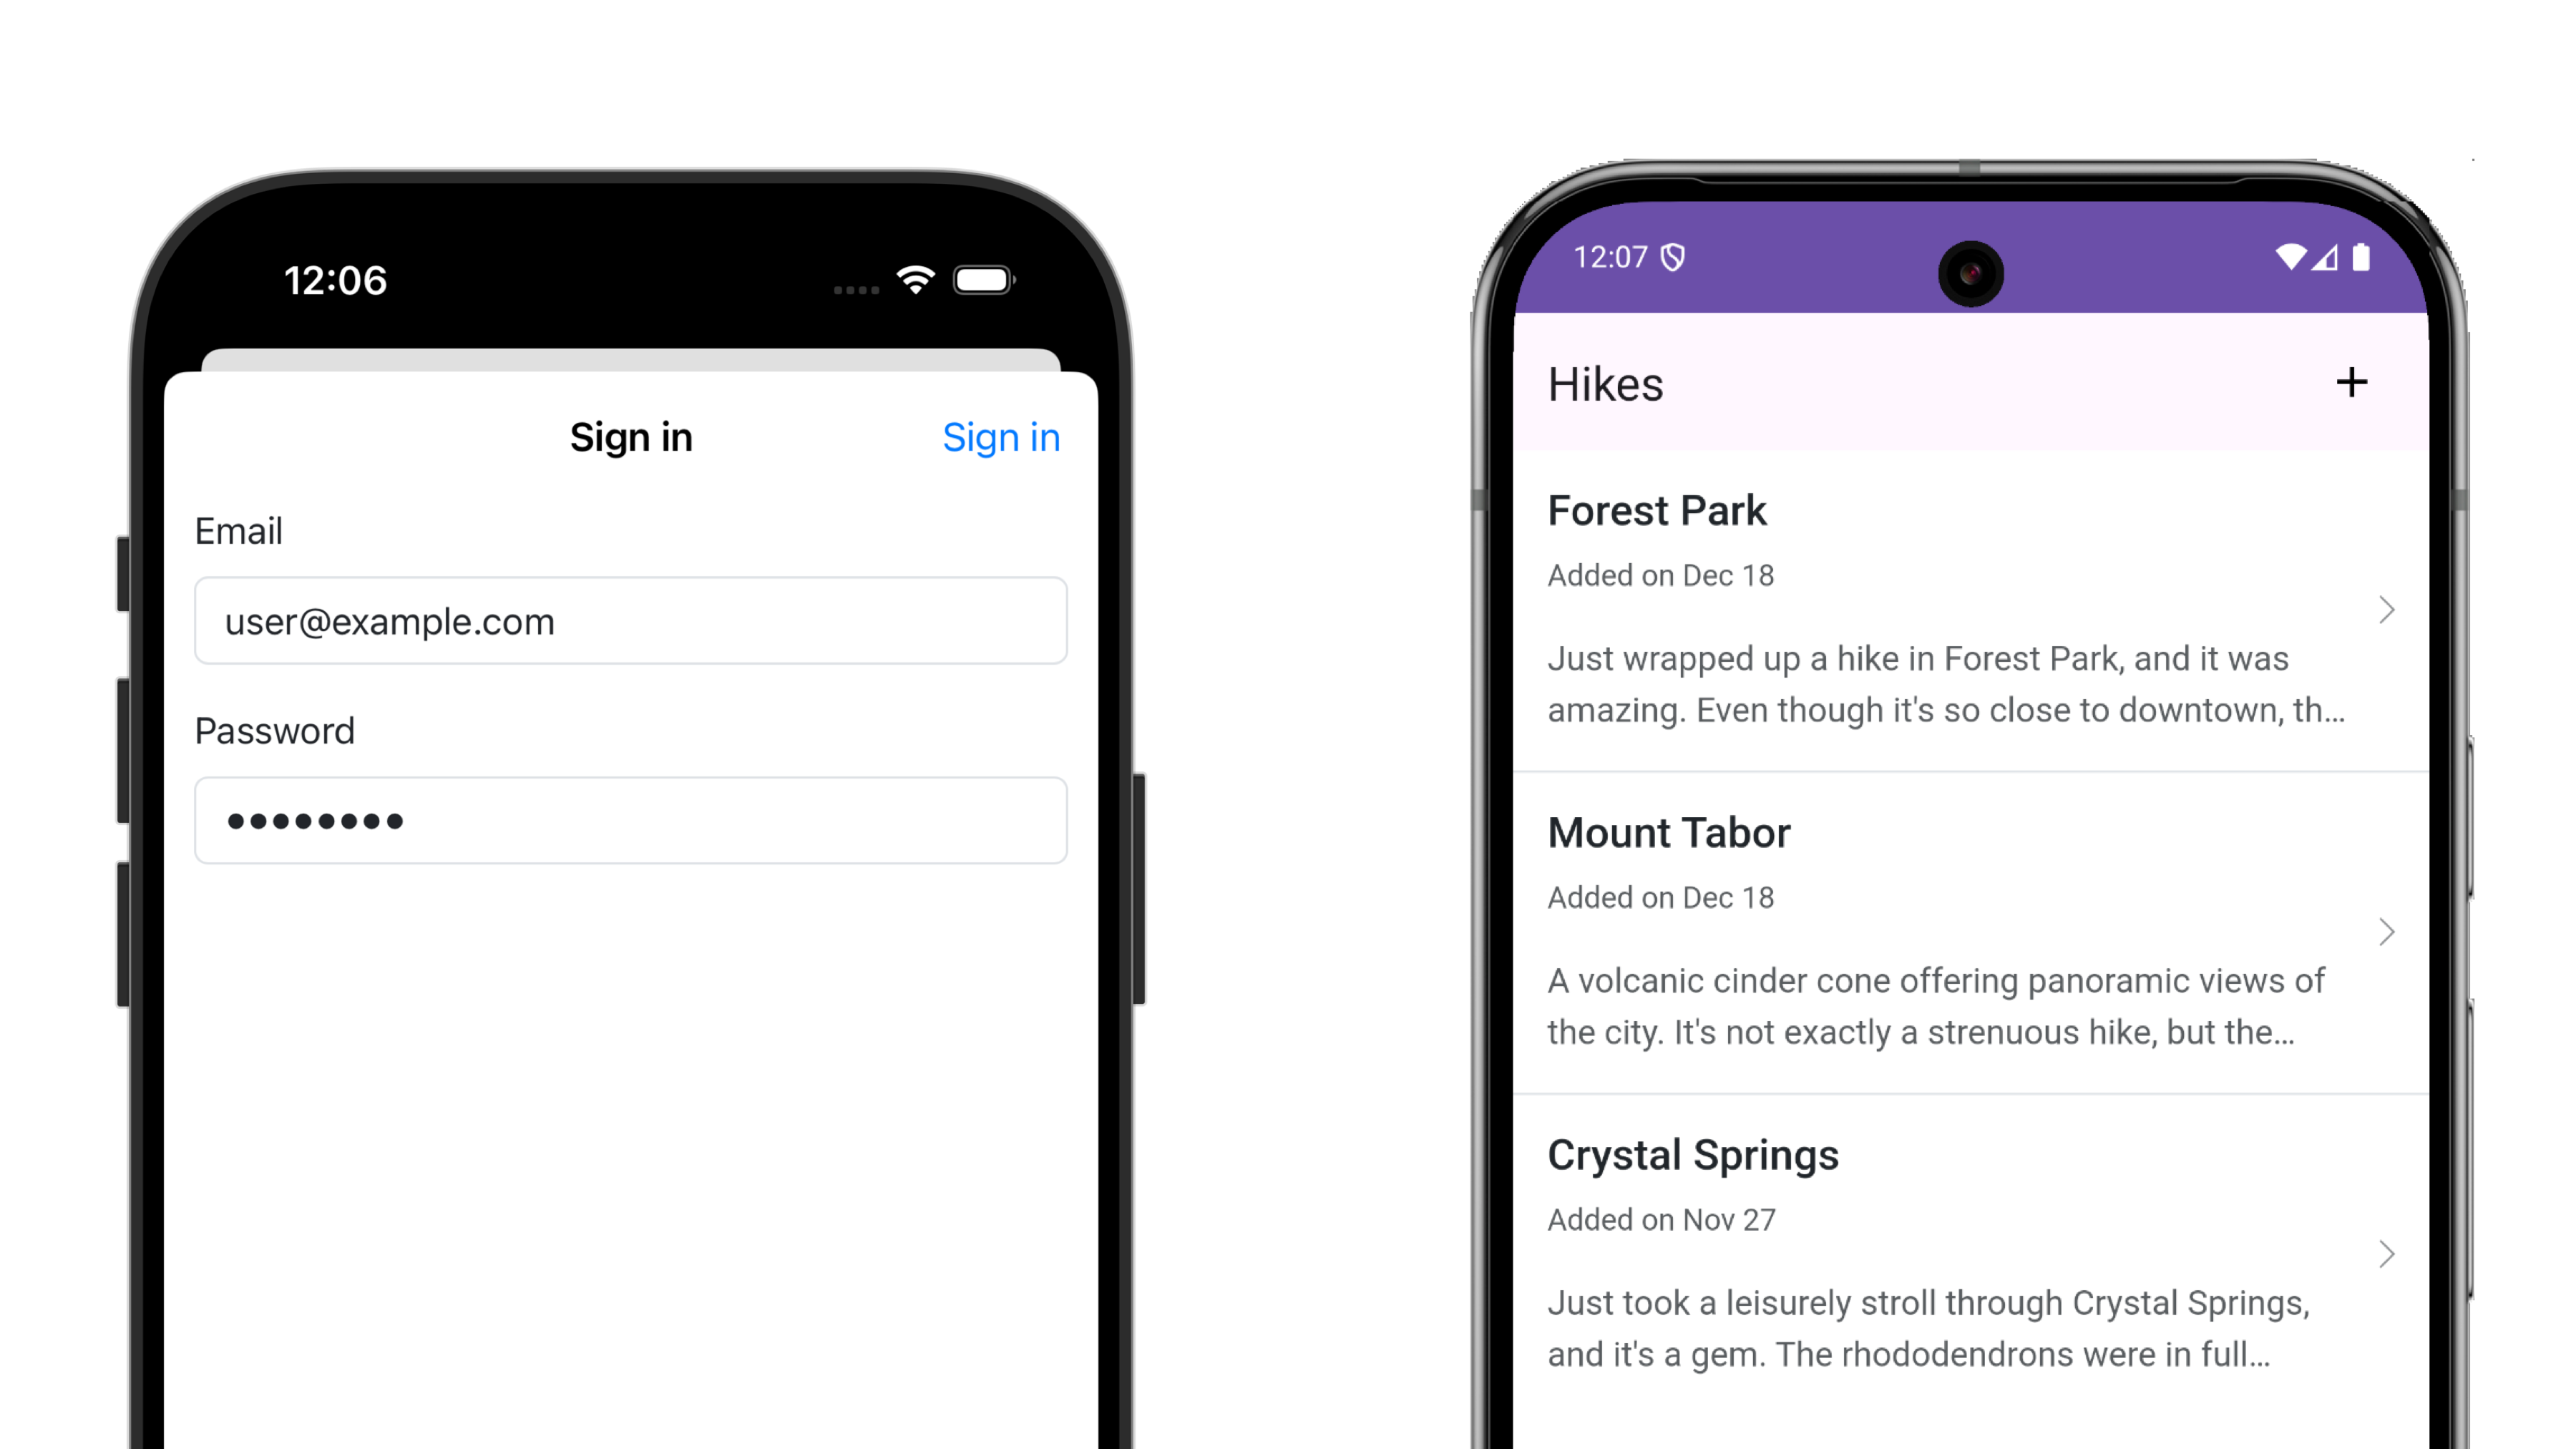 12:06
Sign in
Sign in
Email
user@example.com
Password
••••••••
12:07
Hikes
+
Forest Park
Added on Dec 18
Just wrapped up a hike in Forest Park, and it was
amazing. Even though it's so close to downtown, th...
Mount Tabor
Added on Dec 18
A volcanic cinder cone offering panoramic views of
the city. It's not exactly a strenuous hike, but the...
Crystal Springs
Added on Nov 27
Just took a leisurely stroll through Crystal Springs,
and it's a gem. The rhododendrons were in full...